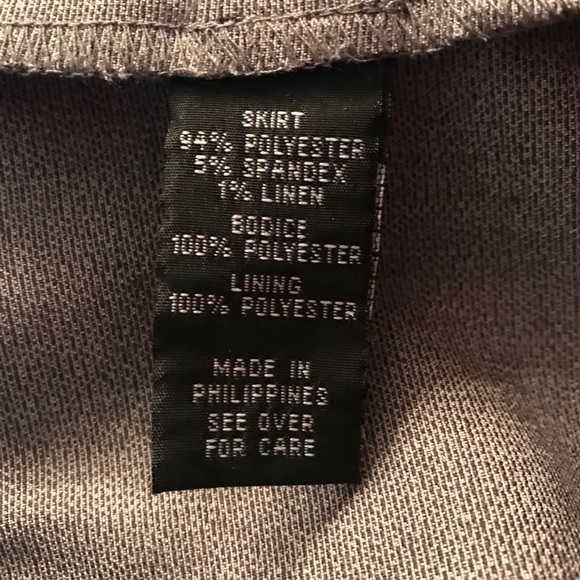 SKIRT
94% POLYESTER
5% SPANDEX
1% LINEN
BODICE
100% POLYESTER
LINING
100% POLYESTER
MADE IN
PHILIPPINES
SEE OVER
FOR CARE